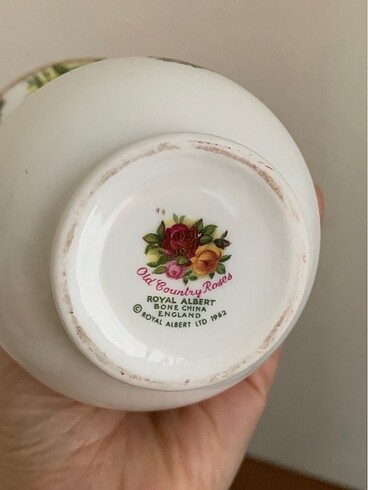 Old Country Roses
ROYAL ALBERT
BONE CHINA
ENGLAND
© ROYAL ALBERT LTD 1962